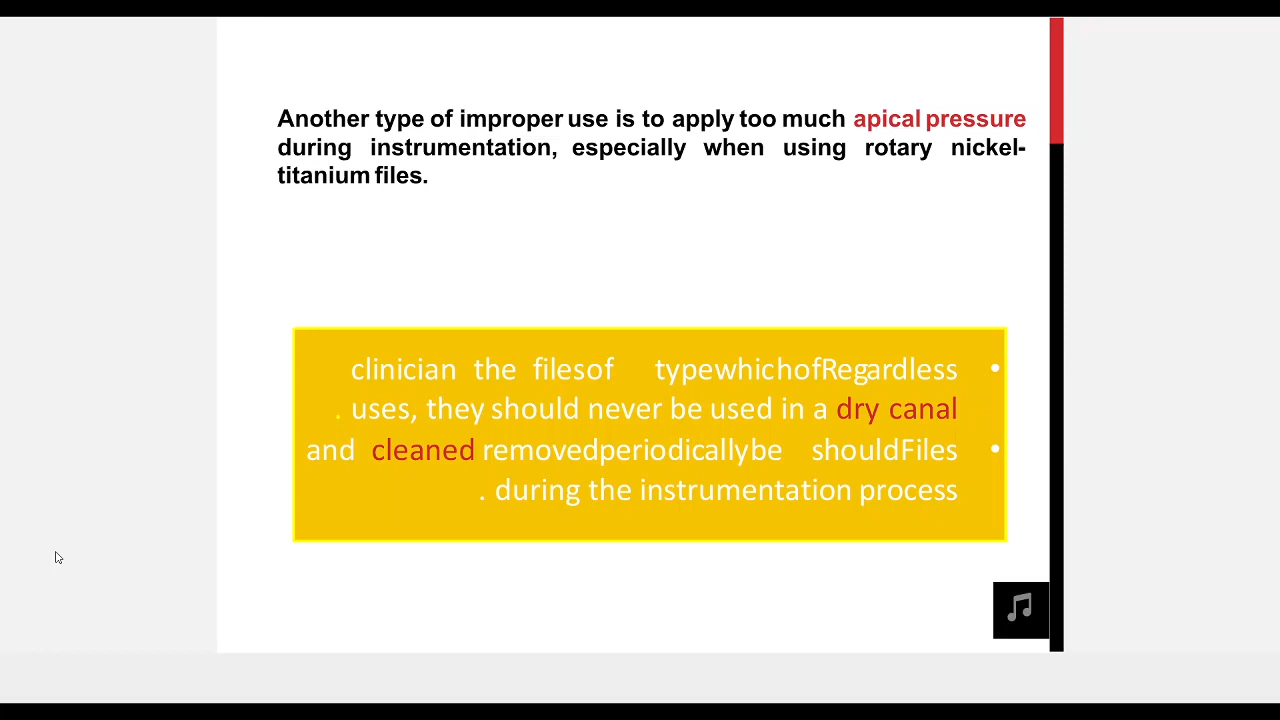 Another type of improper use is to apply too much apical pressure
during instrumentation, especially when using rotary nickel-
titanium files.
• clinician the filesof typewhichofRegardless
. uses, they should never be used in a dry canal
• and cleaned removedperiodicallybe shouldFiles
. during the instrumentation process